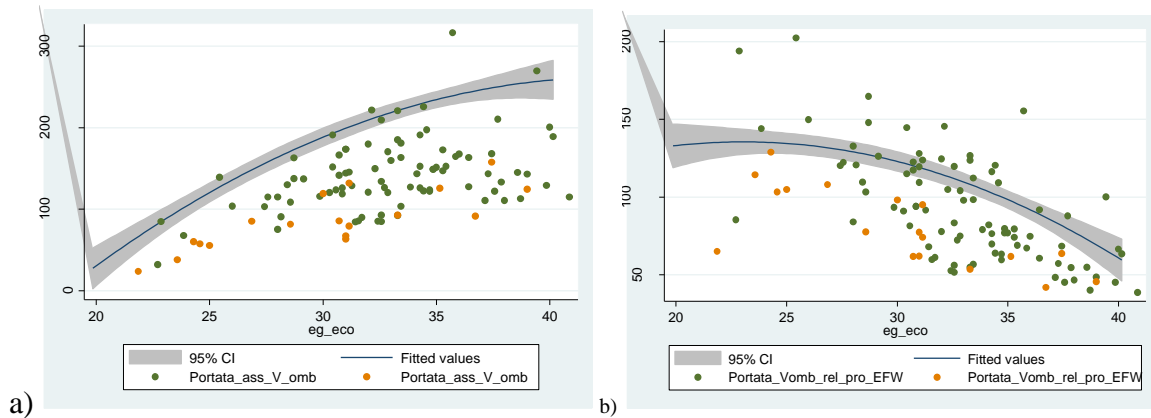 300
200
100
0
20 25 30 35 40
eg_eco
95% CI Fitted values
Portata_ass_V_omb Portata_ass_V_omb
a)
200
150
100
50
20 25 30 35 40
eg_eco
95% CI Fitted values
Portata_Vomb_rel_pro_EFW Portata_Vomb_rel_pro_EFW
b)